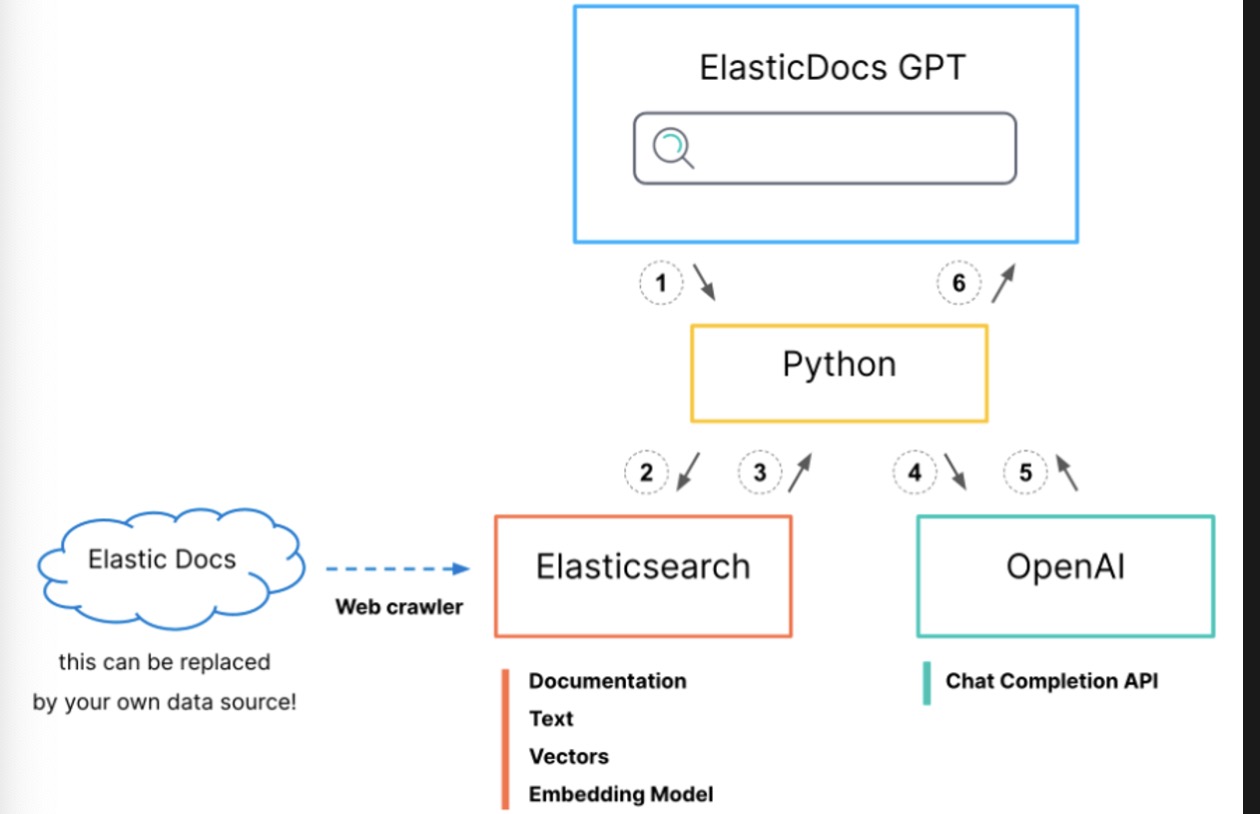 ElasticDocs GPT
1
6
Python
2
3
4
5
Elastic Docs
Web crawler
this can be replaced
by your own data source!
Elasticsearch
OpenAI
Documentation
Text
Vectors
Embedding Model
Chat Completion API